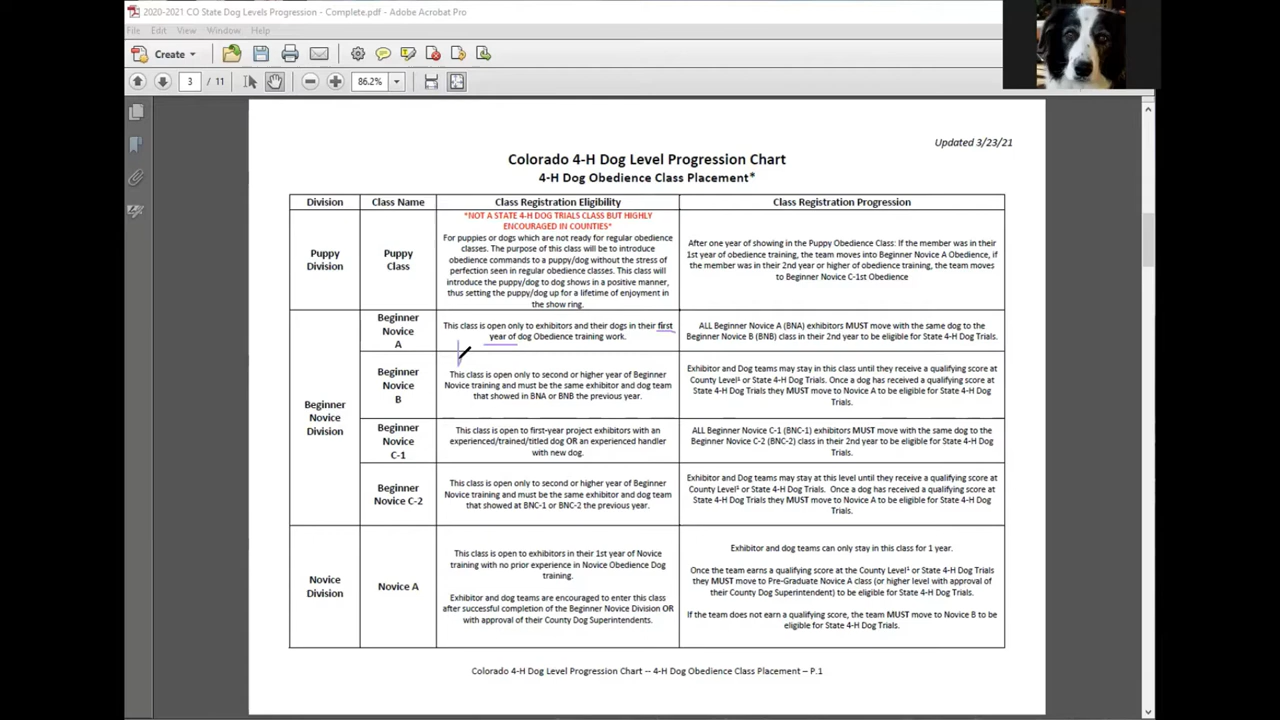 2020-2021 CO State Dog Levels Progression - Complete.pdf - Adobe Acrobat Pro
File Edit View Window Help
Create
3 / 11 86.2%
Updated 3/23/21
Colorado 4-H Dog Level Progression Chart
4-H Dog Obedience Class Placement*
Division Class Name Class Registration Eligibility Class Registration Progression
Puppy
Division
Puppy
Class
*NOT A STATE 4-H DOG TRIALS CLASS BUT HIGHLY
ENCOURAGED IN COUNTIES*
For puppies or dogs which are not ready for regular obedience
classes. The purpose of this class will be to introduce
obedience commands to a puppy/dog without the stress of
perfection seen in regular obedience classes. This class will
introduce the puppy/dog to dog shows in a positive manner,
thus setting the puppy/dog up for a lifetime of enjoyment in
the show ring.
After one year of showing in the Puppy Obedience Class: If the member was in their
1st year of obedience training, the team moves into Beginner Novice A Obedience, if
the member was in their 2nd year or higher of obedience training, the team moves
to Beginner Novice C-1st Obedience
Beginner
Novice
Division
Beginner
Novice
A
This class is open only to exhibitors and their dogs in their first
year of dog Obedience training work.
ALL Beginner Novice A (BNA) exhibitors MUST move with the same dog to the
Beginner Novice B (BNB) class in their 2nd year to be eligible for State 4-H Dog Trials.
Beginner
Novice
B
This class is open only to second or higher year of Beginner
Novice training and must be the same exhibitor and dog team
that showed in BNA or BNB the previous year.
Exhibitor and Dog teams may stay in this class until they receive a qualifying score at
County Level¹ or State 4-H Dog Trials. Once a dog has received a qualifying score at
State 4-H Dog Trials they MUST move to Novice A to be eligible for State 4-H Dog
Trials.
Beginner
Novice
C-1
This class is open to first-year project exhibitors with an
experienced/trained/titled dog OR an experienced handler
with new dog.
ALL Beginner Novice C-1 (BNC-1) exhibitors MUST move with the same dog to the
Beginner Novice C-2 (BNC-2) class in their 2nd year to be eligible for State 4-H Dog
Trials.
Beginner
Novice C-2
This class is open only to second or higher year of Beginner
Novice training and must be the same exhibitor and dog team
that showed at BNC-1 or BNC-2 the previous year.
Exhibitor and Dog teams may stay at this level until they receive a qualifying score at
County Level¹ or State 4-H Dog Trials. Once a dog has received a qualifying score at
State 4-H Dog Trials they MUST move to Novice A to be eligible for State 4-H Dog
Trials.
Novice
Division
Novice A
This class is open to exhibitors in their 1st year of Novice
training with no prior experience in Novice Obedience Dog
training.
Exhibitor and dog teams are encouraged to enter this class
after successful completion of the Beginner Novice Division OR
with approval of their County Dog Superintendents.
Exhibitor and dog teams can only stay in this class for 1 year.
Once the team earns a qualifying score at the County Level¹ or State 4-H Dog Trials
they MUST move to Pre-Graduate Novice A class (or higher level with approval of
their County Dog Superintendent) to be eligible for State 4-H Dog Trials.
If the team does not earn a qualifying score, the team MUST move to Novice B to be
eligible for State 4-H Dog Trials.
Colorado 4-H Dog Level Progression Chart -- 4-H Dog Obedience Class Placement – P.1